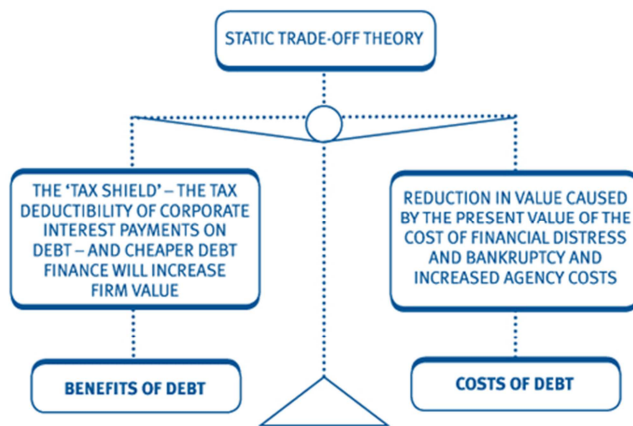 STATIC TRADE-OFF THEORY
THE ‘TAX SHIELD’ – THE TAX
DEDUCTIBILITY OF CORPORATE
INTEREST PAYMENTS ON
DEBT – AND CHEAPER DEBT
FINANCE WILL INCREASE
FIRM VALUE
REDUCTION IN VALUE CAUSED
BY THE PRESENT VALUE OF THE
COST OF FINANCIAL DISTRESS
AND BANKRUPTCY AND
INCREASED AGENCY COSTS
BENEFITS OF DEBT
COSTS OF DEBT